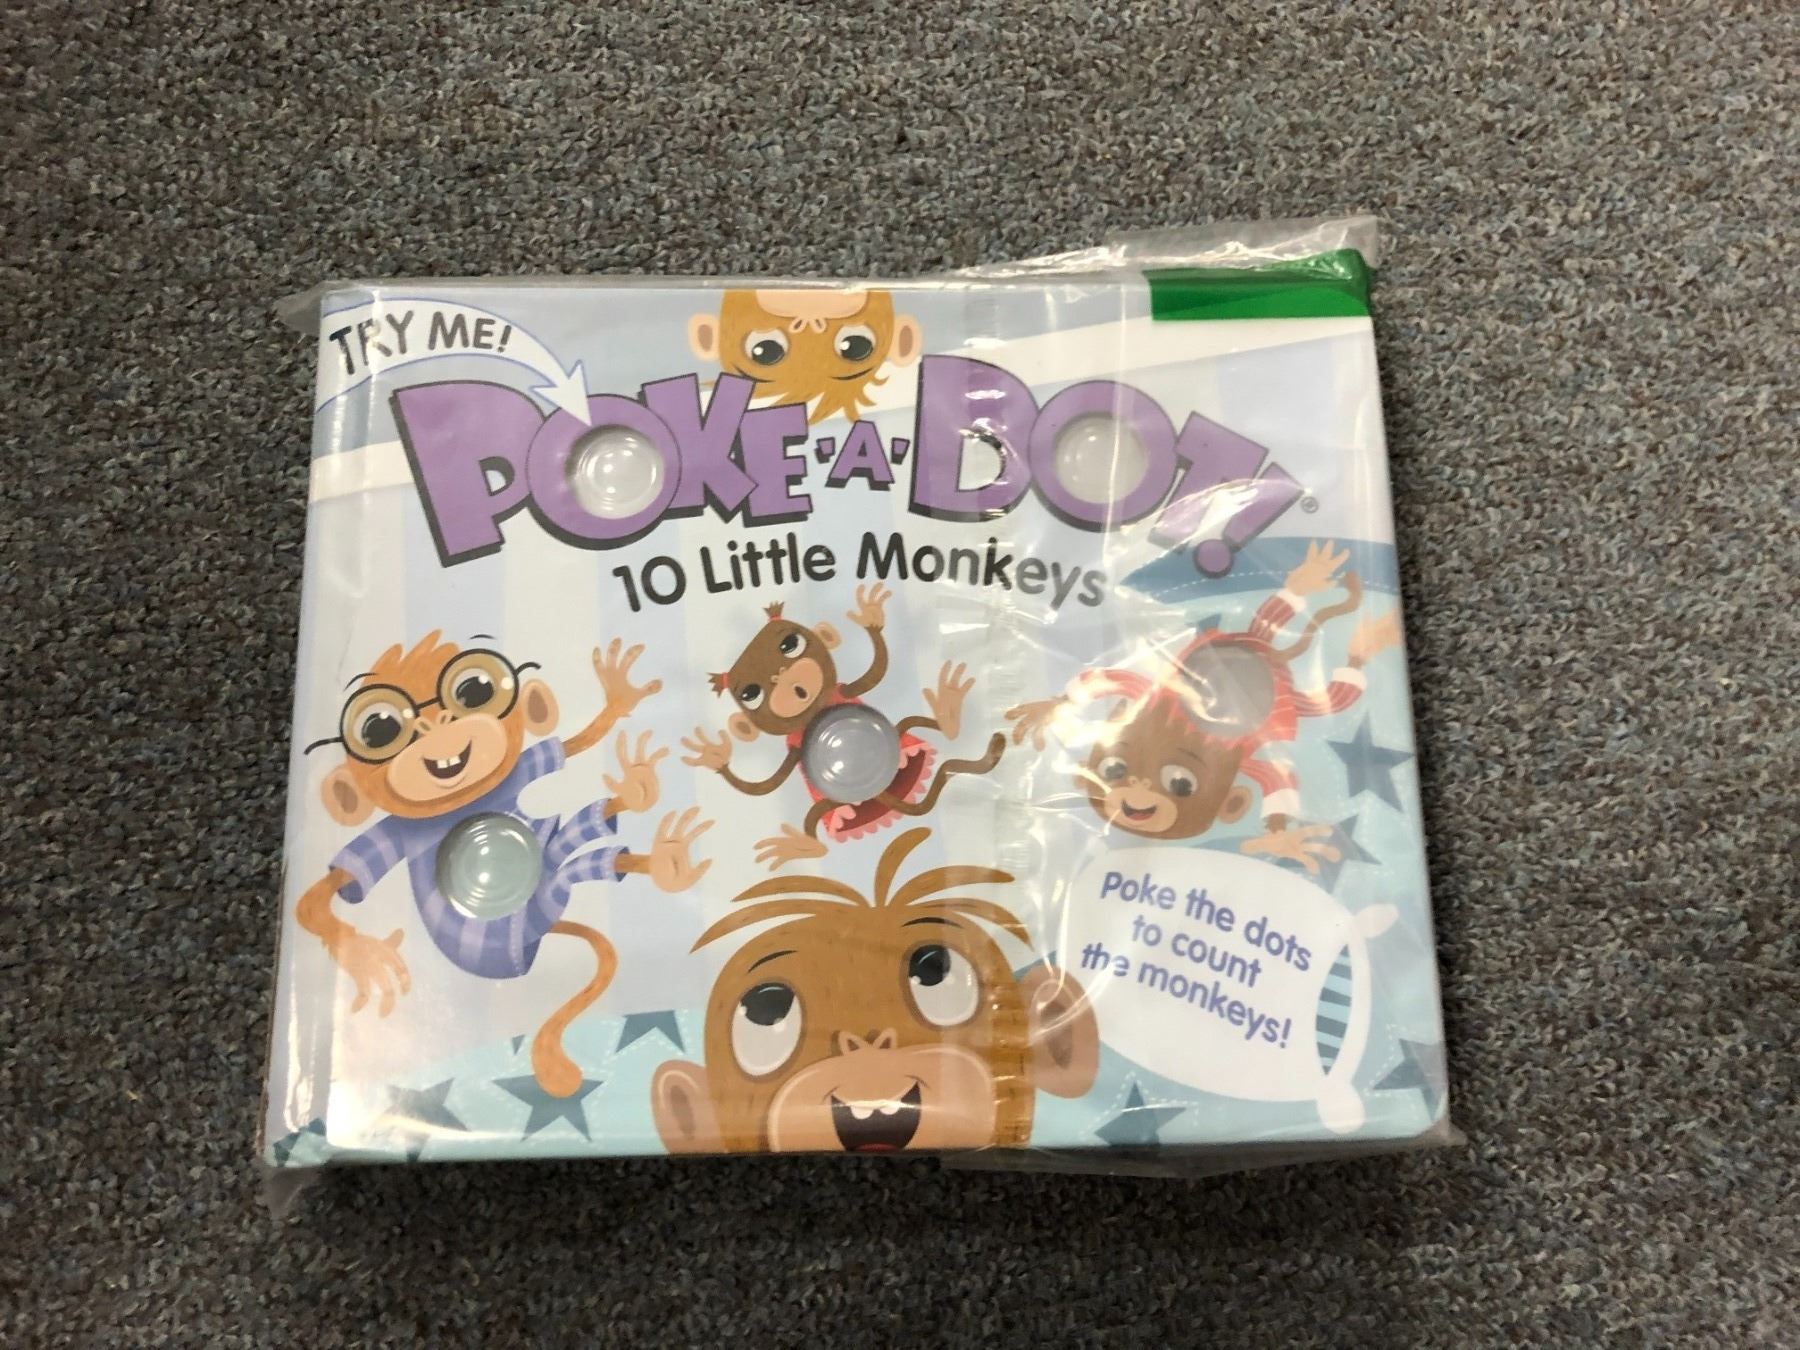 TRY ME!
POKE-'A'-DOT!®
10 Little Monkeys
Poke the dots
to count
the monkeys!